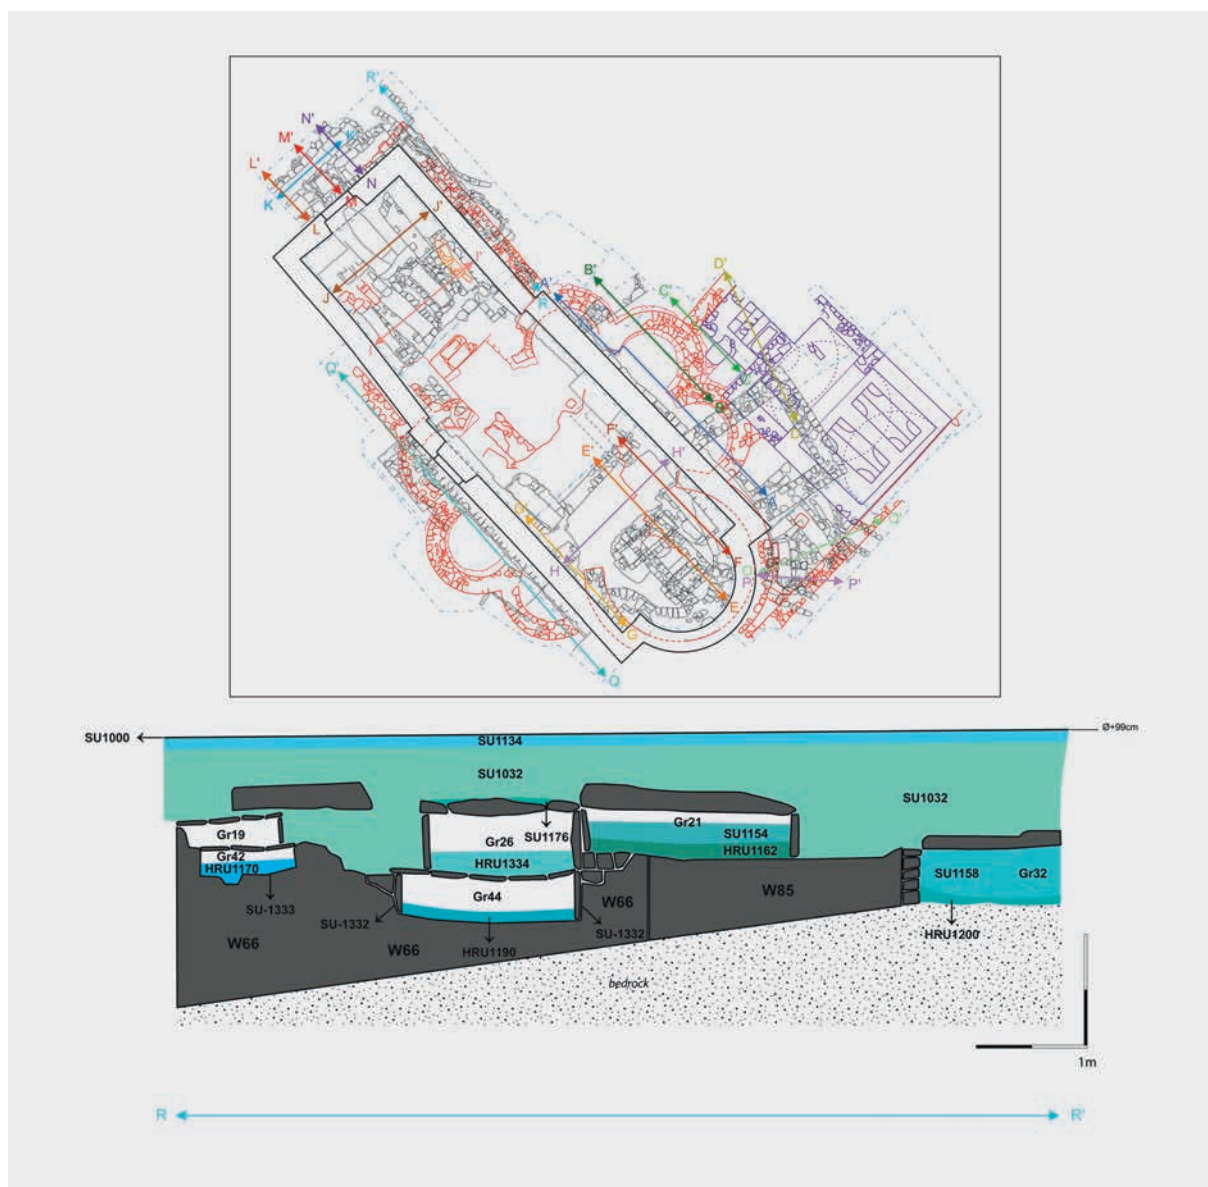 R'
N'
M'
K'
L'
N
K
M
L
J'
I'
J
I
A'
R
B'
D'
C'
C
B
D
Q'
F'
H'
E'
A
G'
O'
F
H
O
P
P'
E
G
Q
SU1000
Ø+99cm
SU1134
SU1032
SU1032
Gr19
Gr26
SU1176
Gr21
SU1154
Gr42
HRU1170
HRU1334
HRU1162
SU1158
Gr32
Gr44
SU-1333
SU-1332
W66
W66
W66
SU-1332
W85
HRU1190
HRU1200
bedrock
1m
R
R'